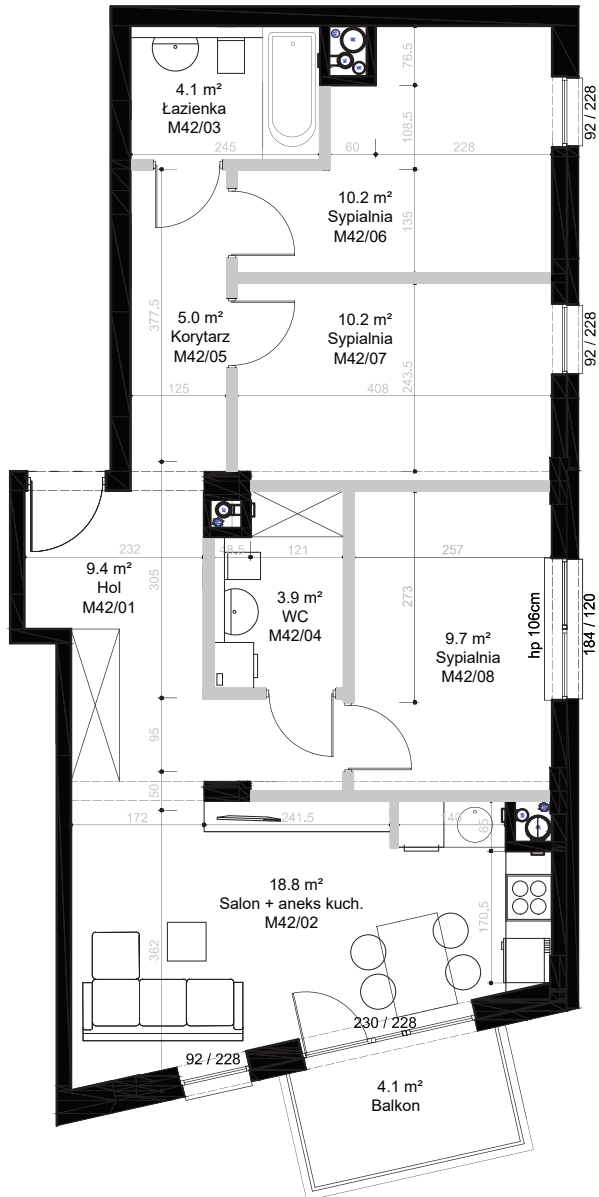 4.1 m²
Łazienka
M42/03
76.5
92 / 228
108.5
245
60
228
10.2 m²
Sypialnia
M42/06
135
377.5
5.0 m²
Korytarz
M42/05
10.2 m²
Sypialnia
M42/07
92 / 228
243.5
125
408
232
48.5
121
257
9.4 m²
Hol
M42/01
305
3.9 m²
WC
M42/04
273
hp 106cm
184 / 120
9.7 m²
Sypialnia
M42/08
95
50
172
241.5
140
65
18.8 m²
Salon + aneks kuch.
M42/02
170.5
362
230 / 228
92 / 228
4.1 m²
Balkon